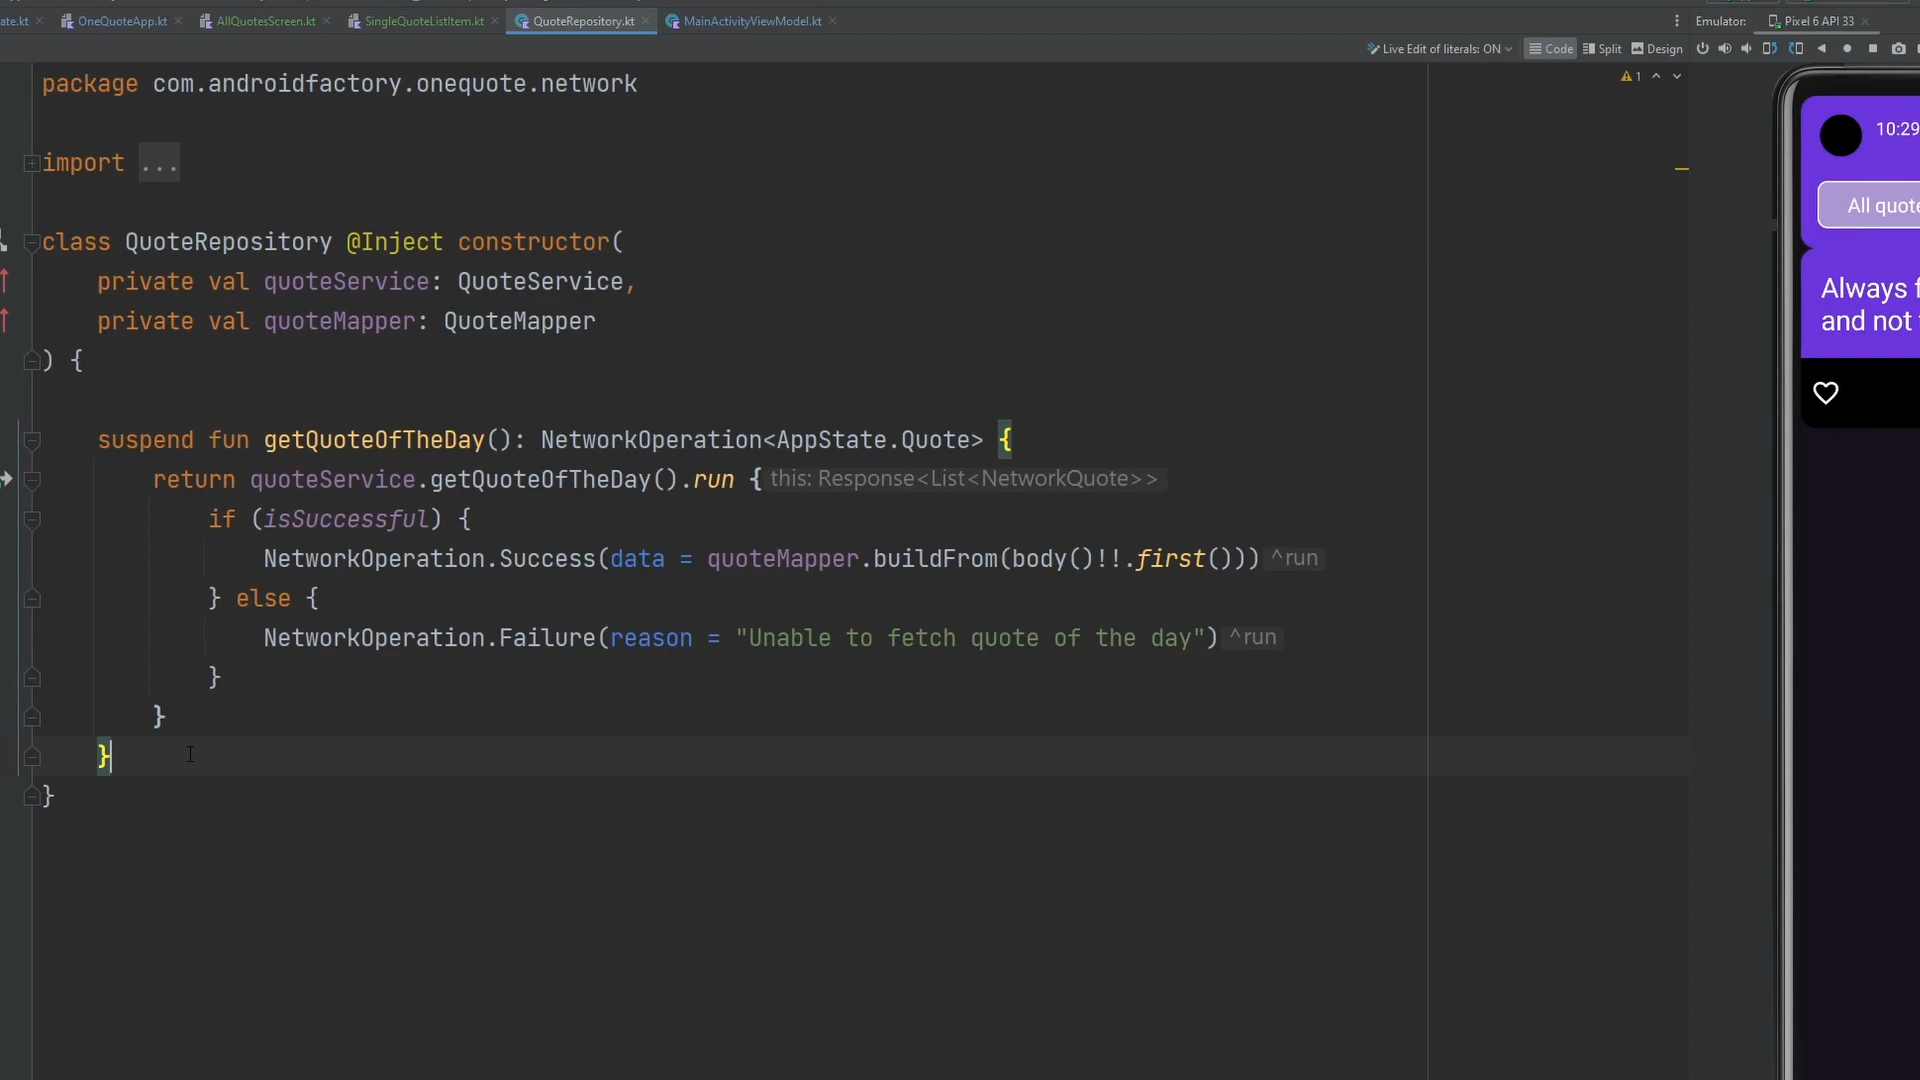 ate.kt OneQuoteApp.kt AllQuotesScreen.kt SingleQuoteListItem.kt QuoteRepository.kt MainActivityViewModel.kt Emulator: Pixel 6 API 33
Live Edit of literals: ON Code Split Design
package com.androidfactory.onequote.network
1
10:29
import ...
All quote
class QuoteRepository @Inject constructor(
private val quoteService: QuoteService,
private val quoteMapper: QuoteMapper
Always f
and not
) {
suspend fun getQuoteOfTheDay(): NetworkOperation<AppState.Quote> {
return quoteService.getQuoteOfTheDay().run { this: Response<List<NetworkQuote>>
if (isSuccessful) {
NetworkOperation.Success(data = quoteMapper.buildFrom(body()!!.first())) ^run
} else {
NetworkOperation.Failure(reason = "Unable to fetch quote of the day") ^run
}
}
}
}